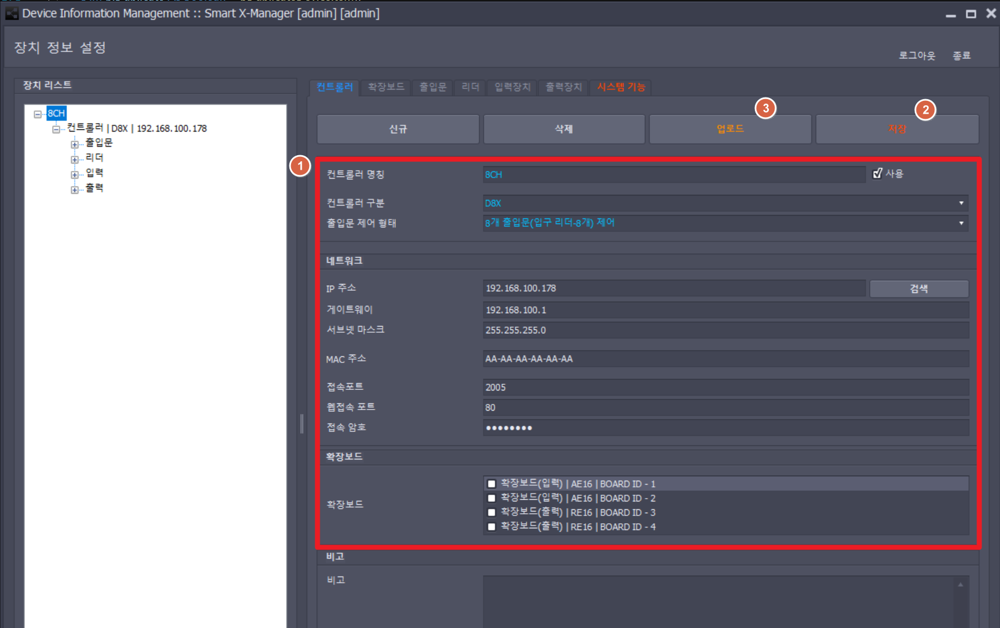 Device Information Management :: Smart X-Manager [admin] [admin]
장치 정보 설정
로그아웃 종료
장치 리스트
8CH
컨트롤러 | D8X | 192.168.100.178
출입문
리더
입력
출력
컨트롤러 확장보드 출입문 리더 입력장치 출력장치 시스템 기능
3
2
신규 삭제 업로드 저장
1
컨트롤러 명칭 8CH 사용
컨트롤러 구분 D8X
출입문 제어 형태 8개 출입문(입구 리더-8개) 제어
네트워크
IP 주소 192.168.100.178 검색
게이트웨이 192.168.100.1
서브넷 마스크 255.255.255.0
MAC 주소 AA-AA-AA-AA-AA-AA
접속포트 2005
웹접속 포트 80
접속 암호 ●●●●●●●●
확장보드
확장보드
확장보드(입력) | AE16 | BOARD ID - 1
확장보드(입력) | AE16 | BOARD ID - 2
확장보드(출력) | RE16 | BOARD ID - 3
확장보드(출력) | RE16 | BOARD ID - 4
비고
비고